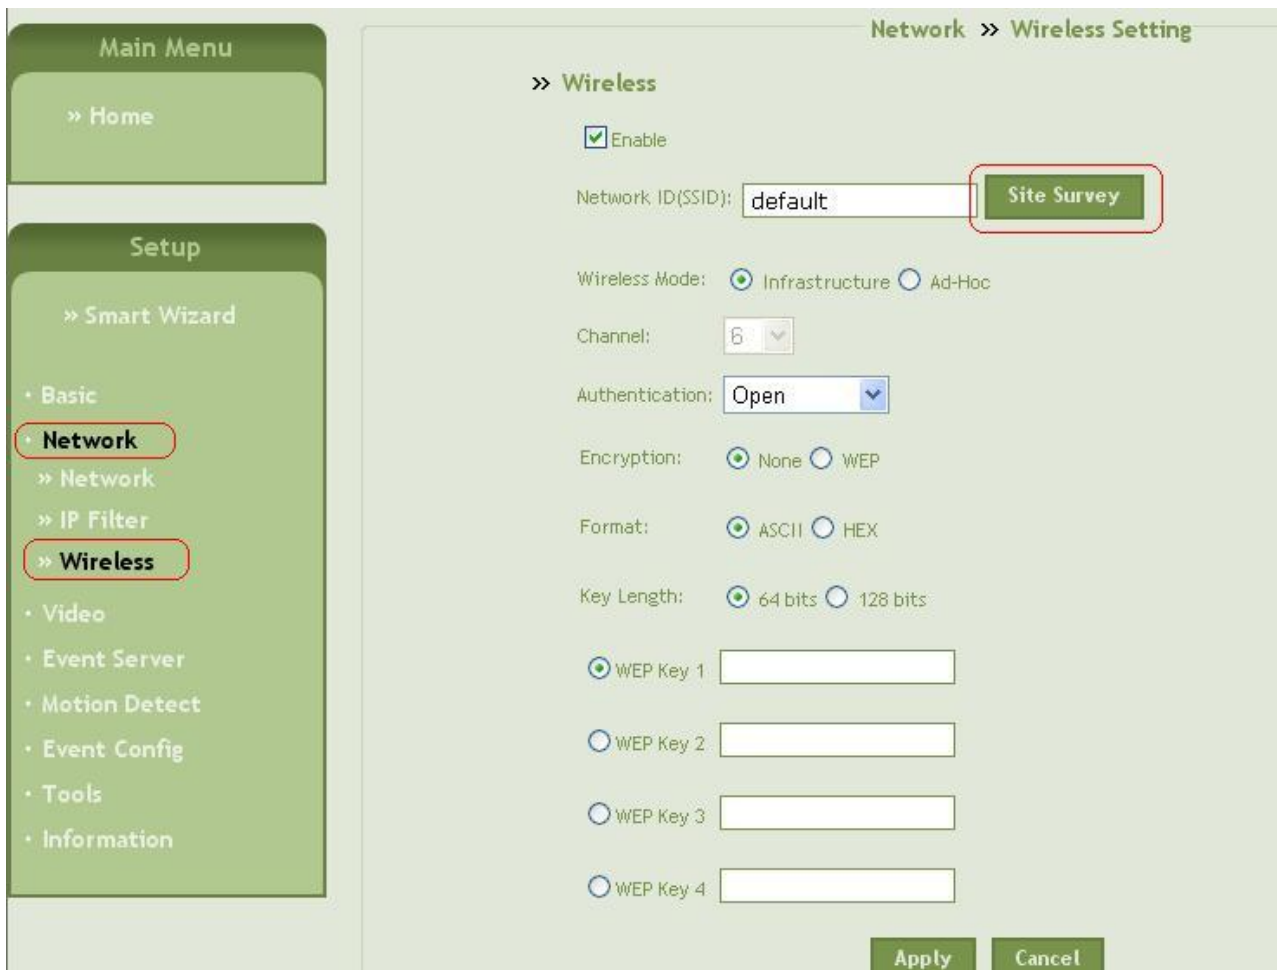 Main Menu
» Home
Setup
» Smart Wizard
· Basic
· Network
» Network
» IP Filter
» Wireless
· Video
· Event Server
· Motion Detect
· Event Config
· Tools
· Information
Network » Wireless Setting
» Wireless
Enable
Network ID(SSID): default Site Survey
Wireless Mode: Infrastructure Ad-Hoc
Channel: 6
Authentication: Open
Encryption: None WEP
Format: ASCII HEX
Key Length: 64 bits 128 bits
WEP Key 1
WEP Key 2
WEP Key 3
WEP Key 4
Apply Cancel